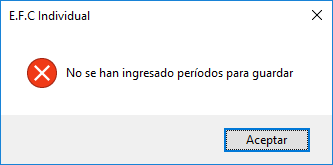 E.F.C Individual
No se han ingresado períodos para guardar
Aceptar